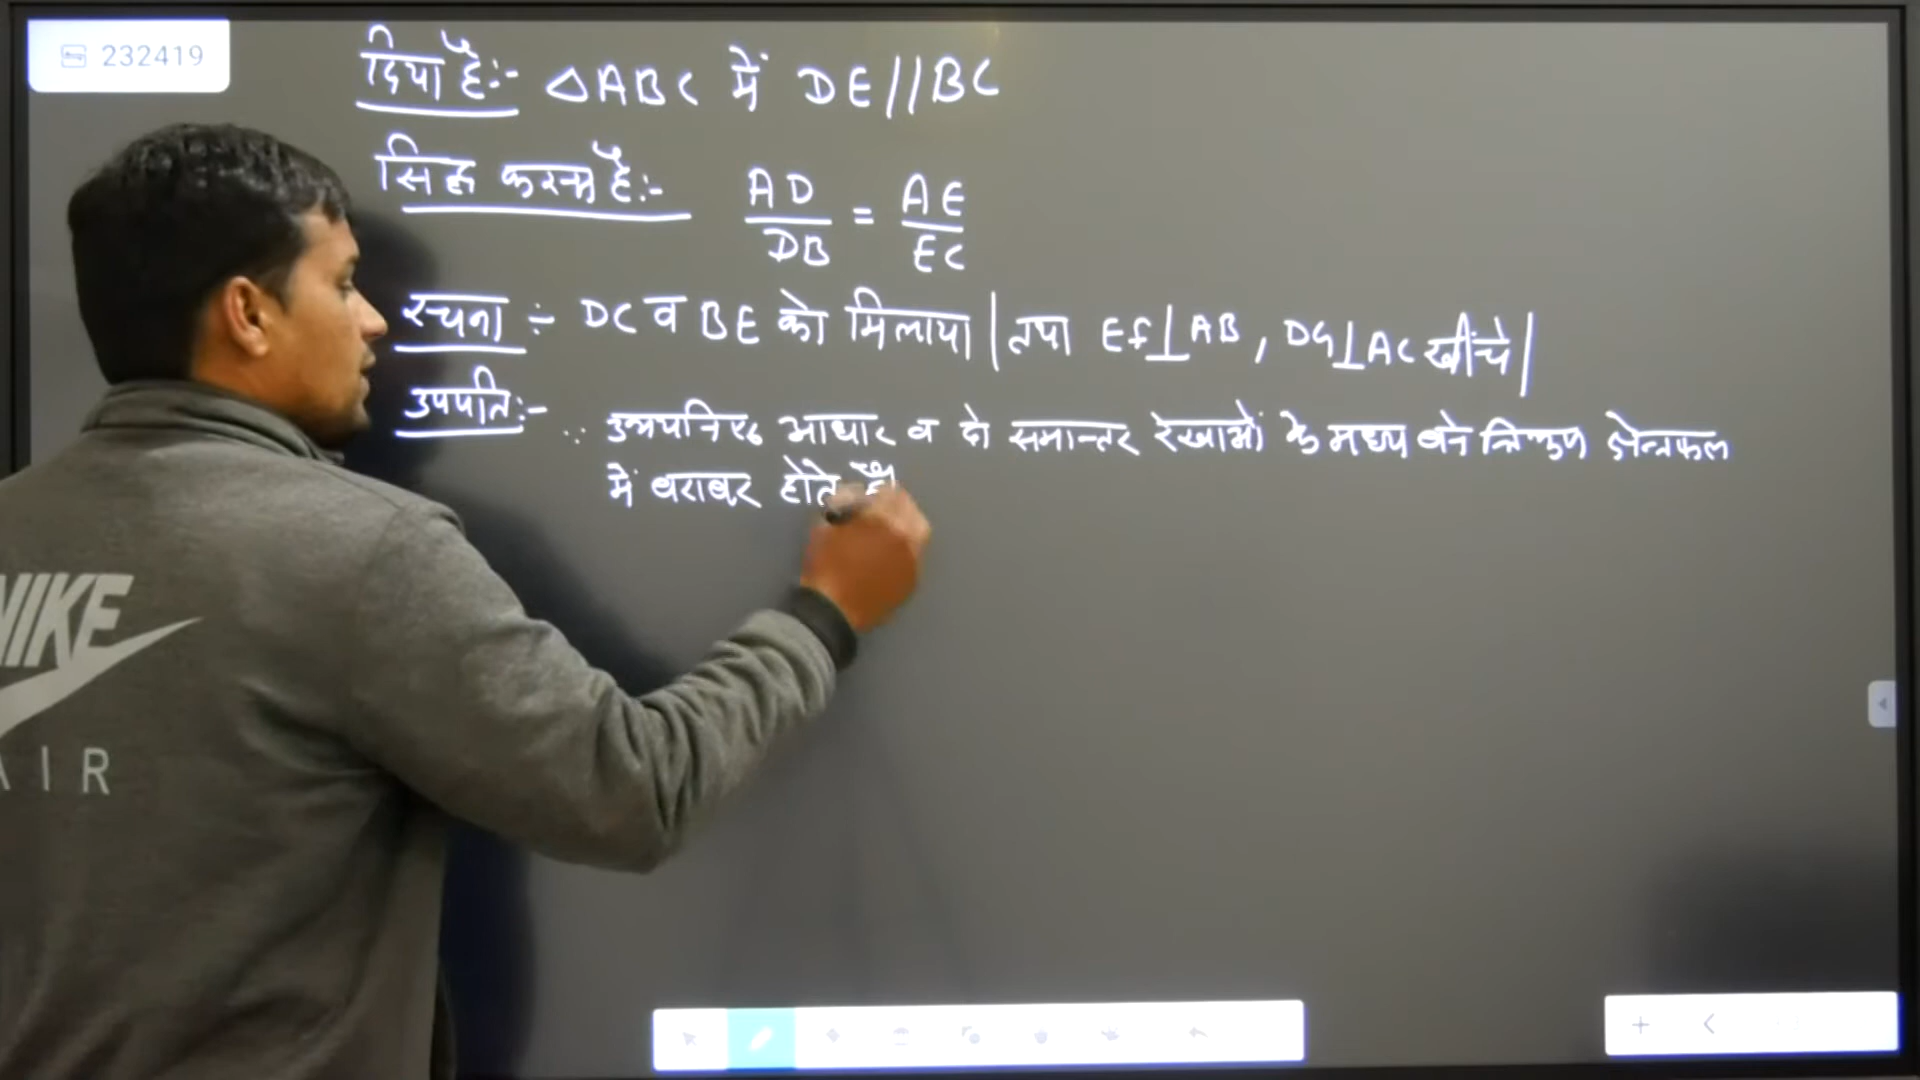 232419
दिया है:- △ABC में DE//BC
सिद्ध करना है:- AD/DB = AE/EC
रचना ÷ DC व BE को मिलाया | तथा EF⊥AB, DG⊥AC खींचे |
उपपति:- ∵ उभयनिष्ठ आधार व दो समान्तर रेखाओं के मध्य बने त्रिभुज क्षेत्रफल
में बराबर होते है
NIKE
AIR